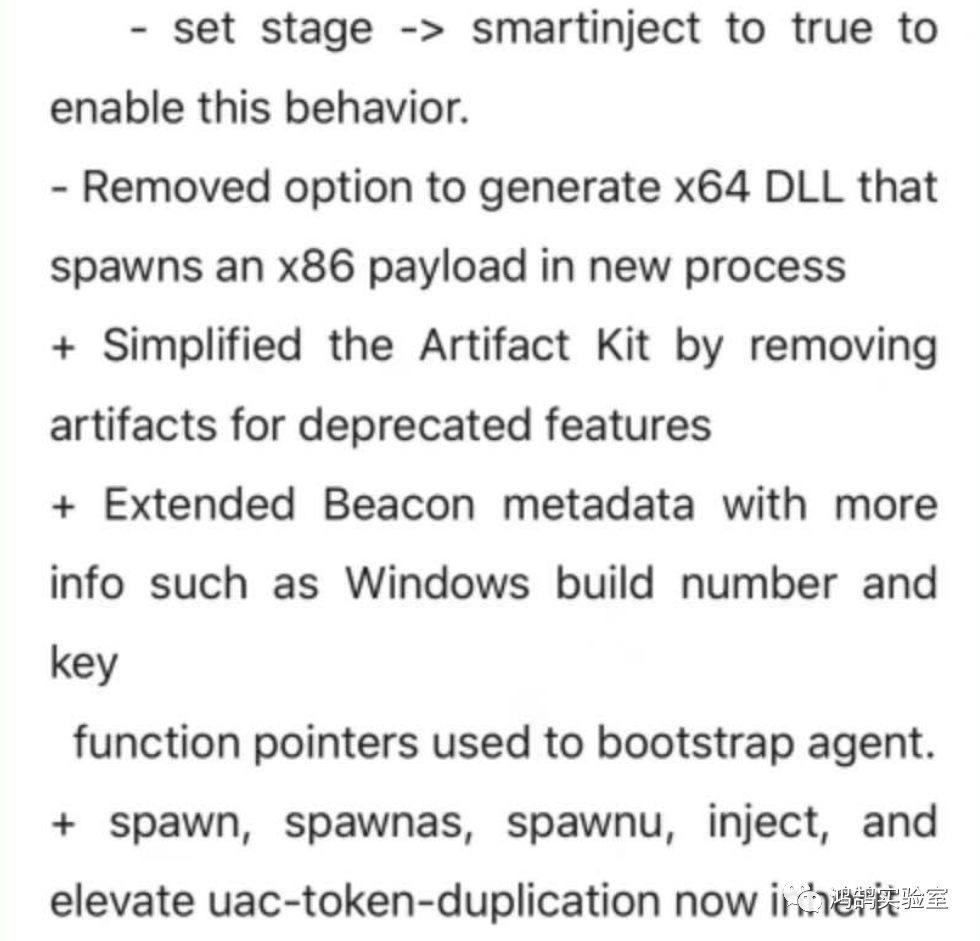 - set stage -> smartinject to true to
enable this behavior.
- Removed option to generate x64 DLL that
spawns an x86 payload in new process
+ Simplified the Artifact Kit by removing
artifacts for deprecated features
+ Extended Beacon metadata with more
info such as Windows build number and
key
function pointers used to bootstrap agent.
+ spawn, spawnas, spawnu, inject, and
elevate uac-token-duplication now inherit
鸿鹄实验室